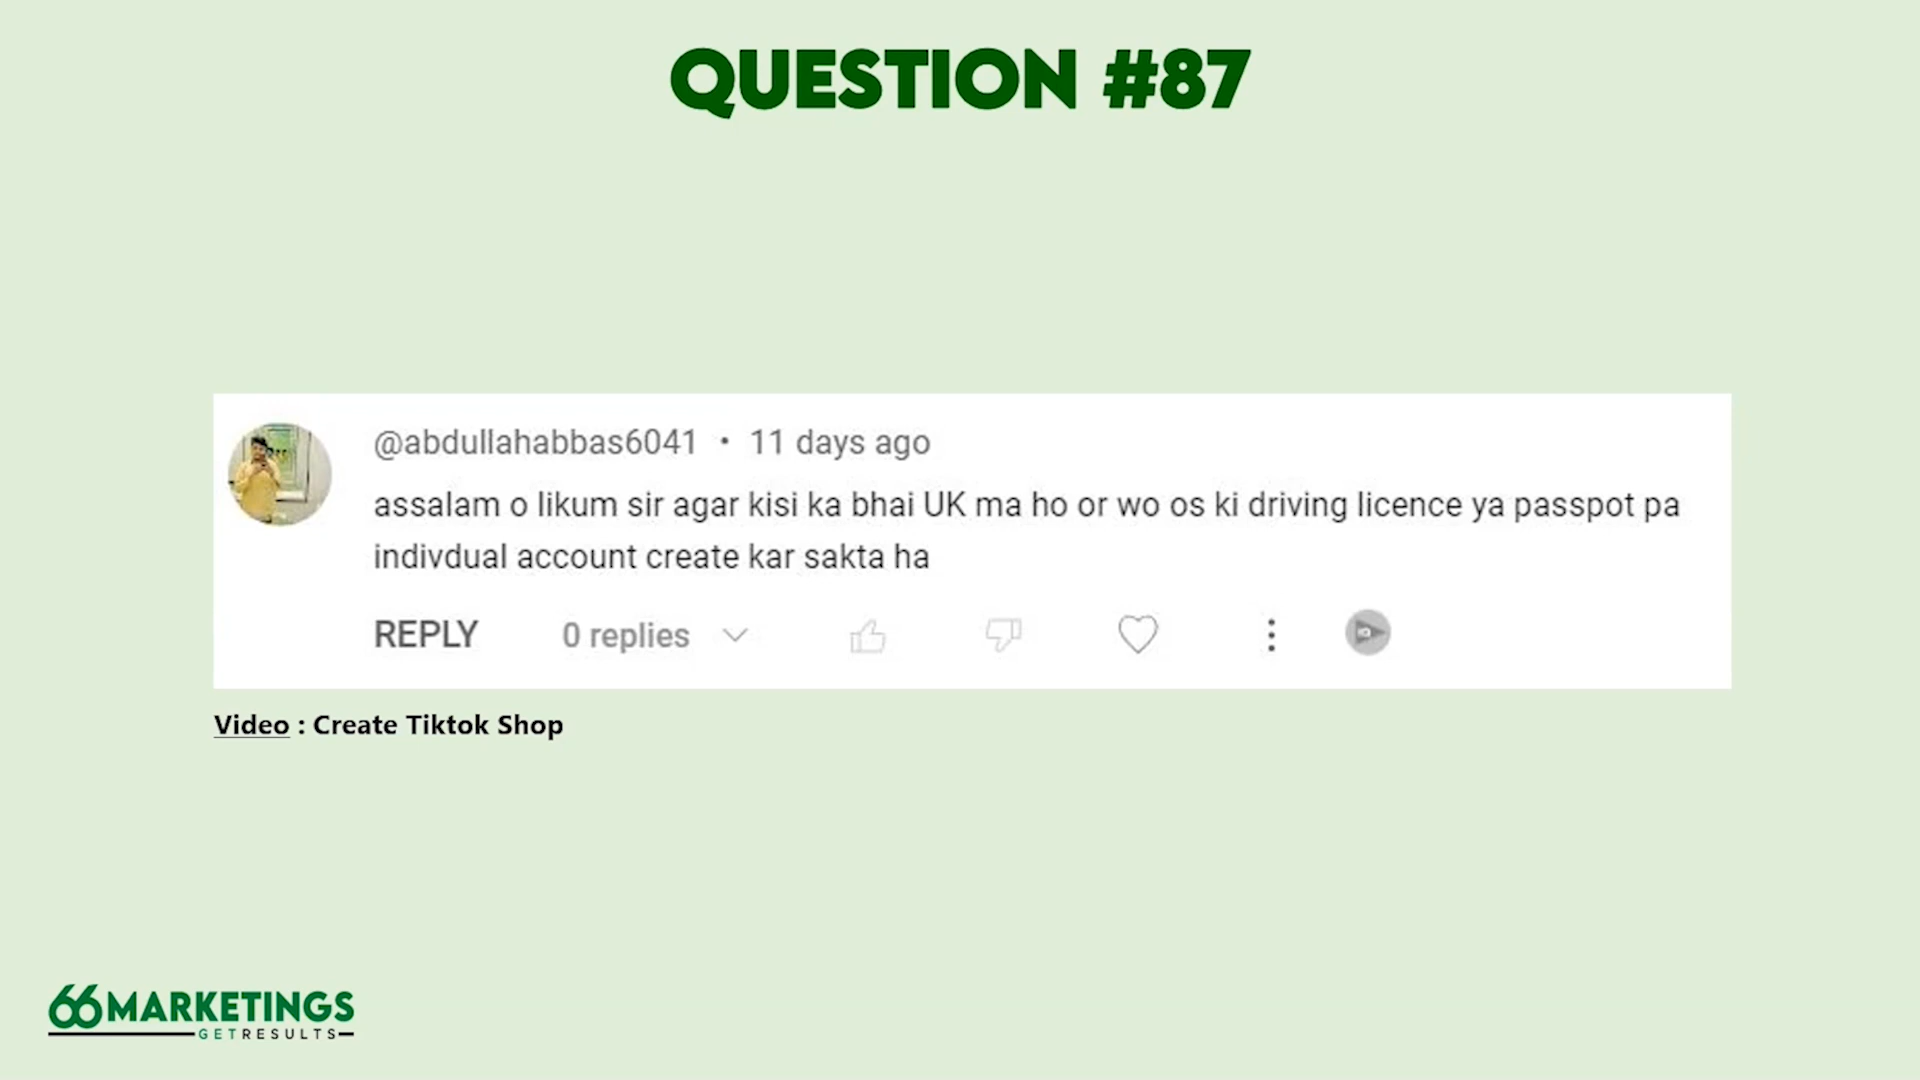 QUESTION #87
@abdullahabbas6041 • 11 days ago
assalam o likum sir agar kisi ka bhai UK ma ho or wo os ki driving licence ya passpot pa
indivdual account create kar sakta ha
REPLY 0 replies
Video : Create Tiktok Shop
66MARKETINGS
GETRESULTS